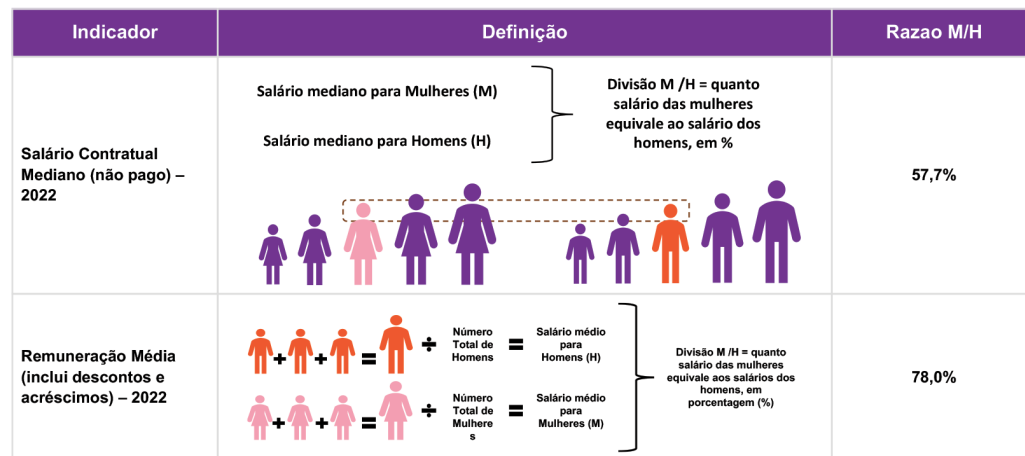 Indicador
Definição
Razao M/H
Salário Contratual
Mediano (não pago) –
2022
Salário mediano para Mulheres (M)
Salário mediano para Homens (H)
Divisão M /H = quanto
salário das mulheres
equivale ao salário dos
homens, em %
57,7%
Remuneração Média
(inclui descontos e
acréscimos) – 2022
+ + = ÷
Número
Total de
Homens
=
Salário médio
para
Homens (H)
+ + = ÷
Número
Total de
Mulhere
s
=
Salário médio
para
Mulheres (M)
Divisão M /H = quanto
salário das mulheres
equivale aos salários dos
homens, em
porcentagem (%)
78,0%